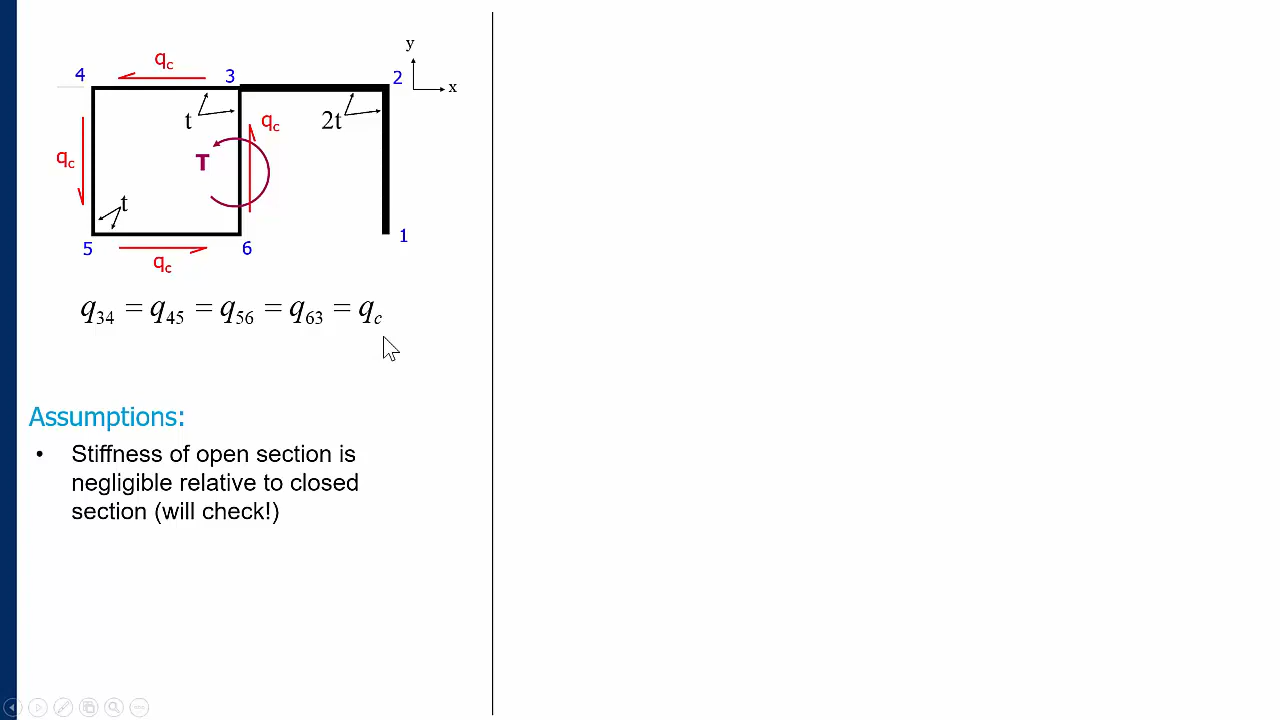 y
q_c
4
3
2
x
t
2t
q_c
q_c
T
t
5
6
1
q_c
q_34 = q_45 = q_56 = q_63 = q_c
Assumptions:
• Stiffness of open section is
negligible relative to closed
section (will check!)